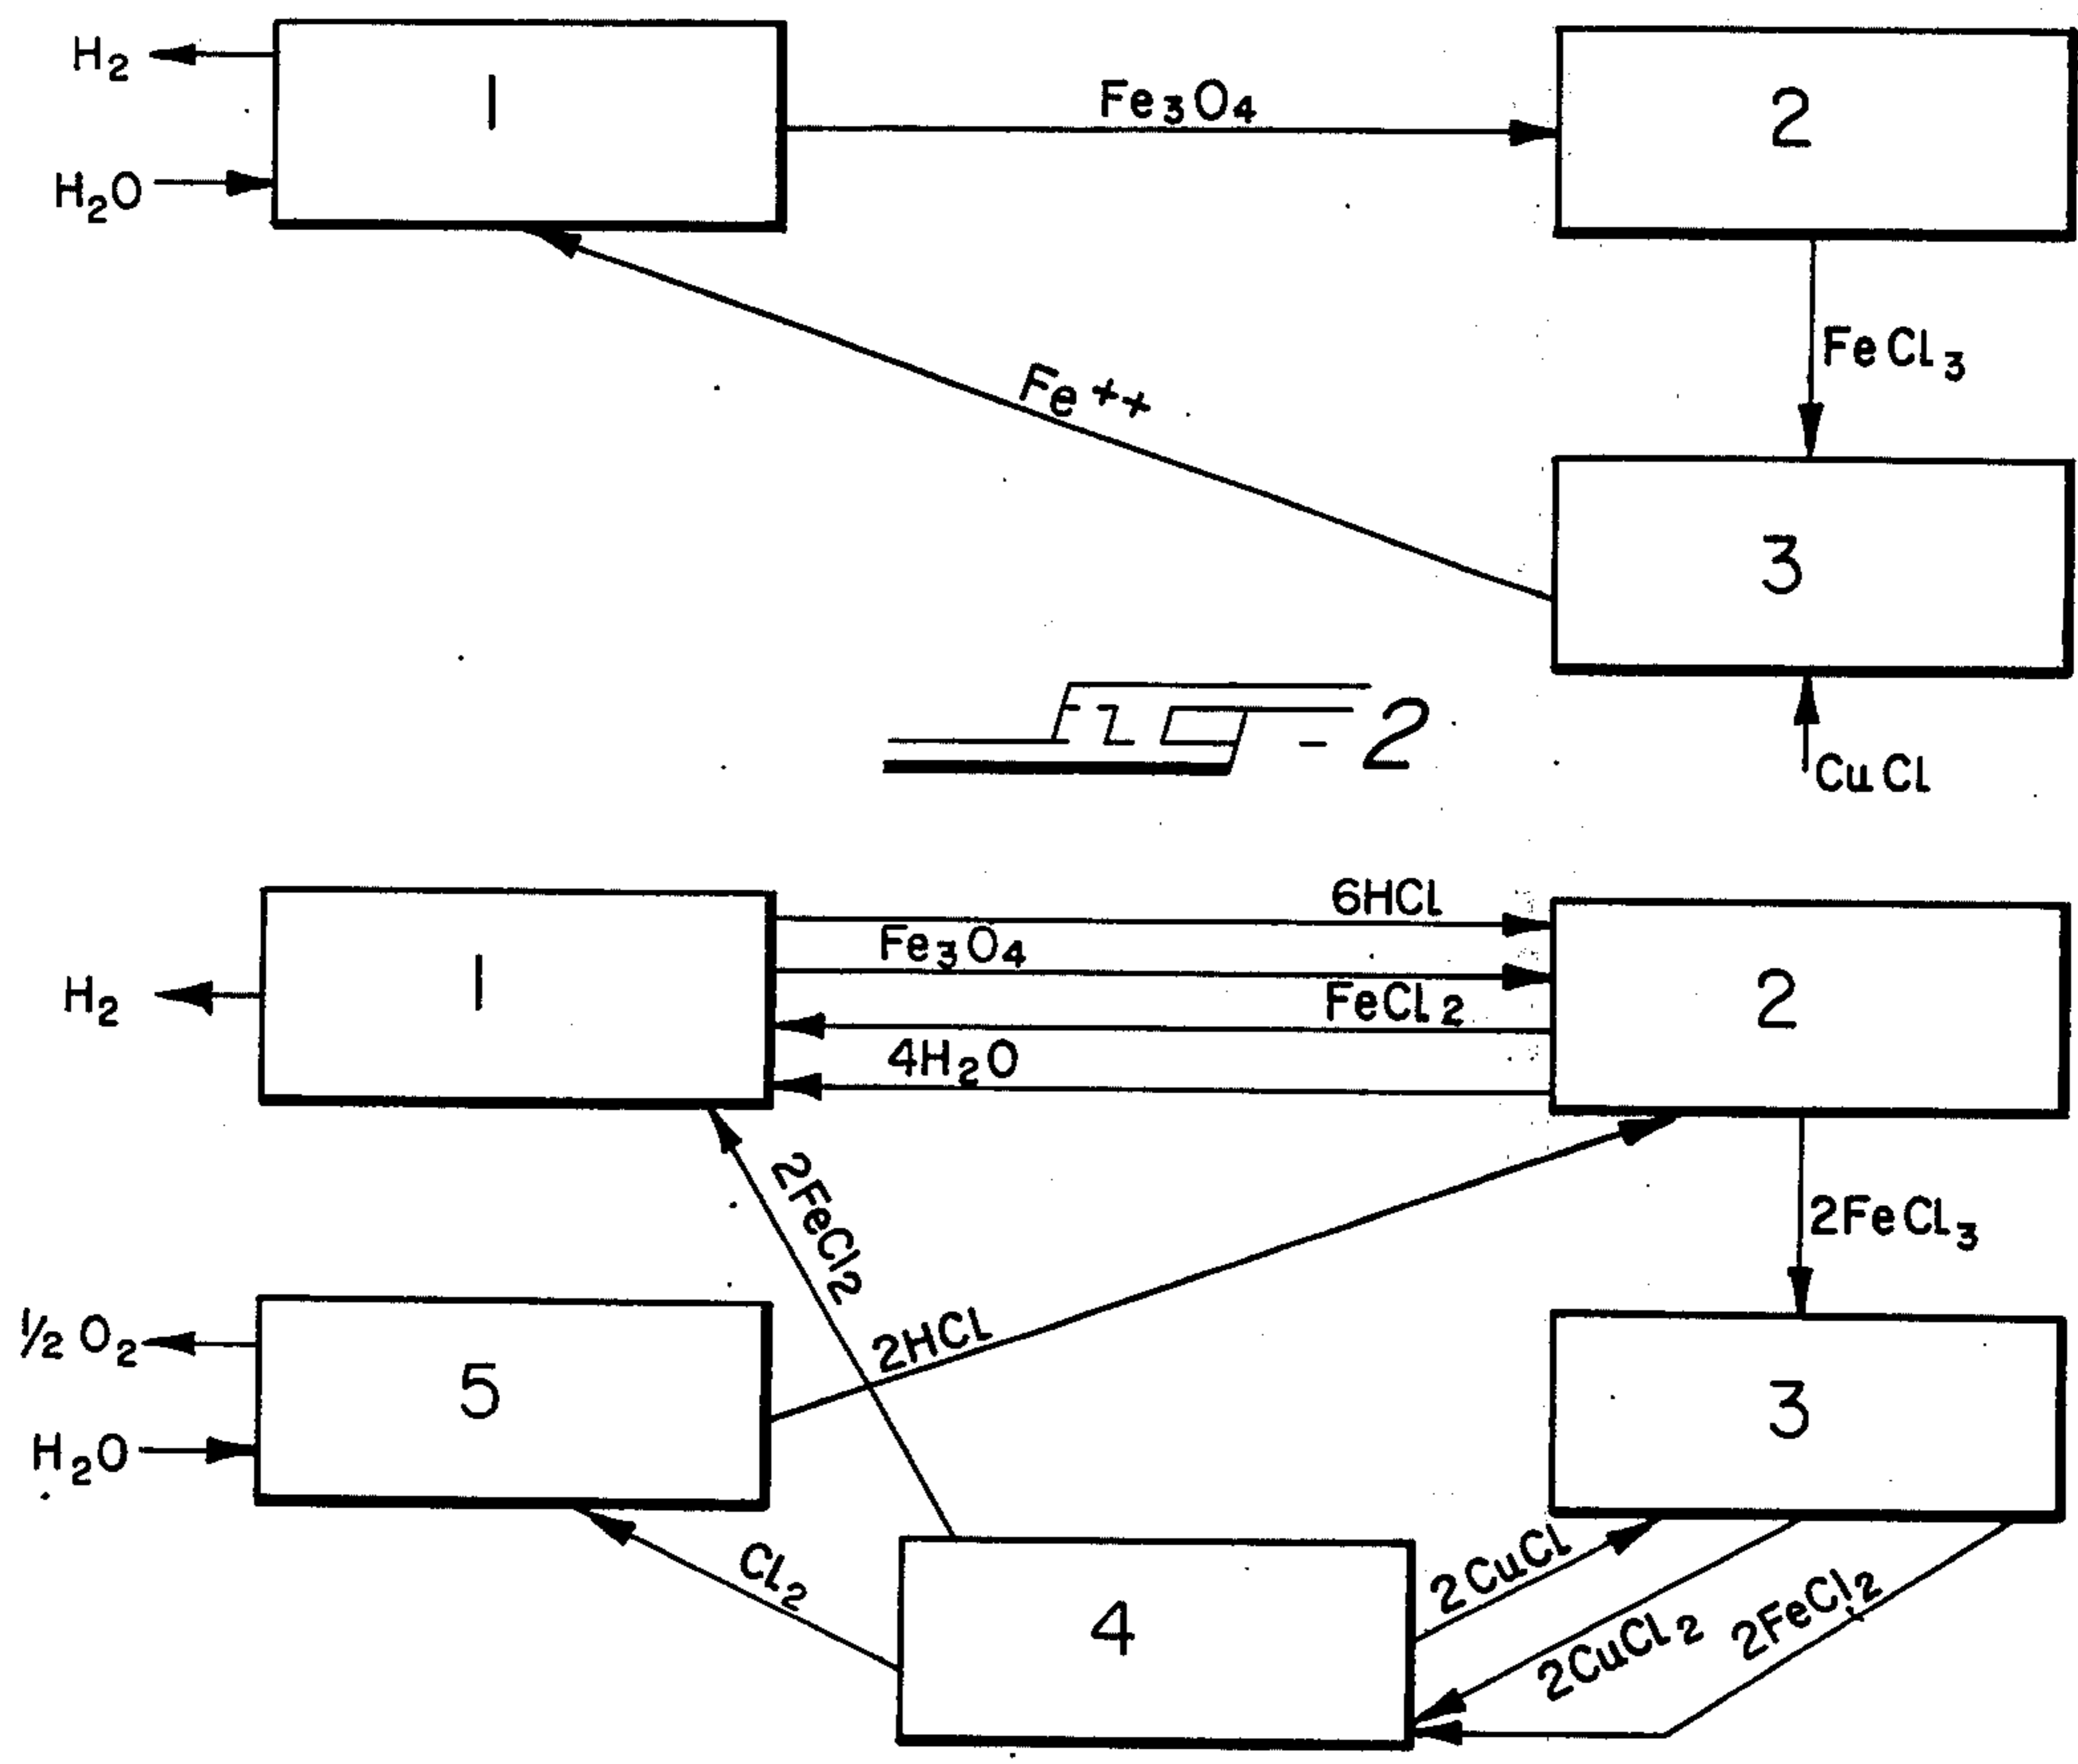 H₂
1
Fe₃O₄
2
H₂O
FeCl₃
Fe⁺⁺
3
FIG-2
CuCl
6HCl
Fe₃O₄
H₂
1
FeCl₂
2
4H₂O
2FeCl₂
2FeCl₃
½ O₂
2HCl
5
3
H₂O
Cl₂
2CuCl
4
2CuCl₂
2FeCl₂